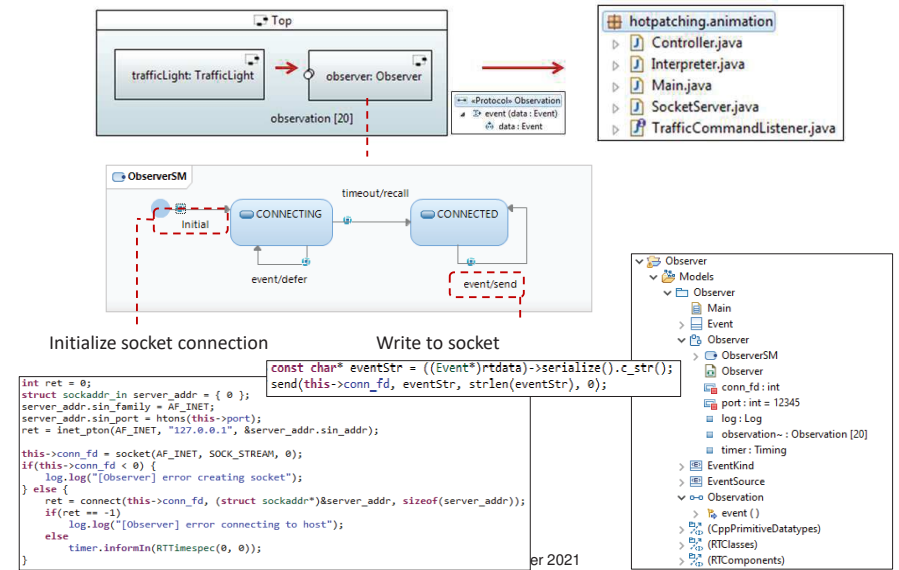 Top
trafficLight: TrafficLight
observer: Observer
observation [20]
«Protocol» Observation
event (data : Event)
data : Event
hotpatching.animation
Controller.java
Interpreter.java
Main.java
SocketServer.java
TrafficCommandListener.java
ObserverSM
Initial
CONNECTING
timeout/recall
CONNECTED
event/defer
event/send
Initialize socket connection
Write to socket
const char* eventStr = ((Event*)rtdata)->serialize().c_str();
send(this->conn_fd, eventStr, strlen(eventStr), 0);
int ret = 0;
struct sockaddr_in server_addr = { 0 };
server_addr.sin_family = AF_INET;
server_addr.sin_port = htons(this->port);
ret = inet_pton(AF_INET, "127.0.0.1", &server_addr.sin_addr);
this->conn_fd = socket(AF_INET, SOCK_STREAM, 0);
if(this->conn_fd < 0) {
log.log("[Observer] error creating socket");
} else {
ret = connect(this->conn_fd, (struct sockaddr*)&server_addr, sizeof(server_addr));
if(ret == -1)
log.log("[Observer] error connecting to host");
else
timer.informIn(RTTimespec(0, 0));
}
er 2021
Observer
Models
Observer
Main
Event
Observer
ObserverSM
Observer
conn_fd : int
port : int = 12345
log : Log
observation~ : Observation [20]
timer : Timing
EventKind
EventSource
Observation
event ( )
(CppPrimitiveDatatypes)
(RTClasses)
(RTComponents)